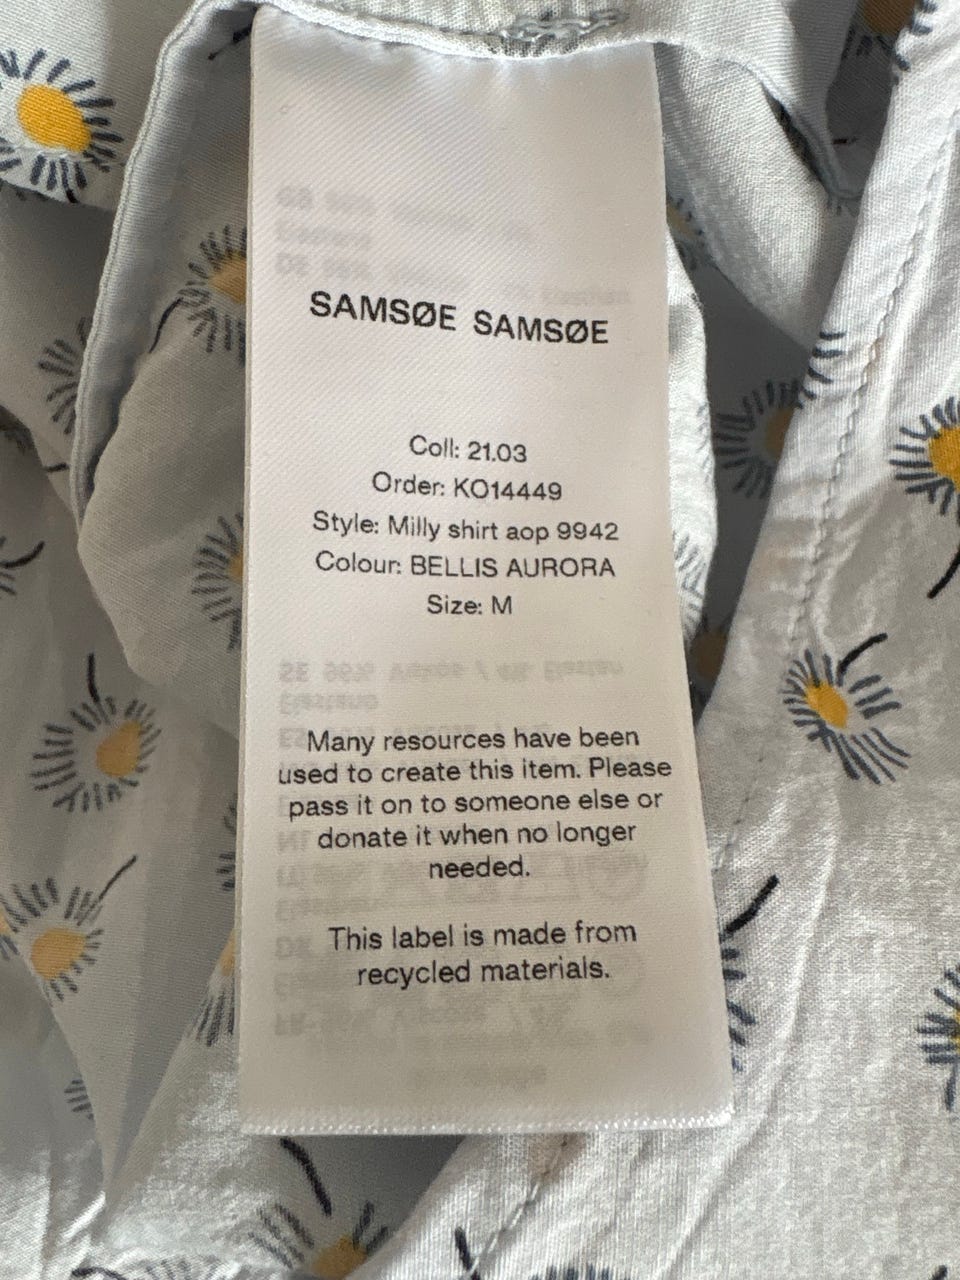 SAMSØE SAMSØE
Coll: 21.03
Order: KO14449
Style: Milly shirt aop 9942
Colour: BELLIS AURORA
Size: M
Many resources have been
used to create this item. Please
pass it on to someone else or
donate it when no longer
needed.
This label is made from
recycled materials.